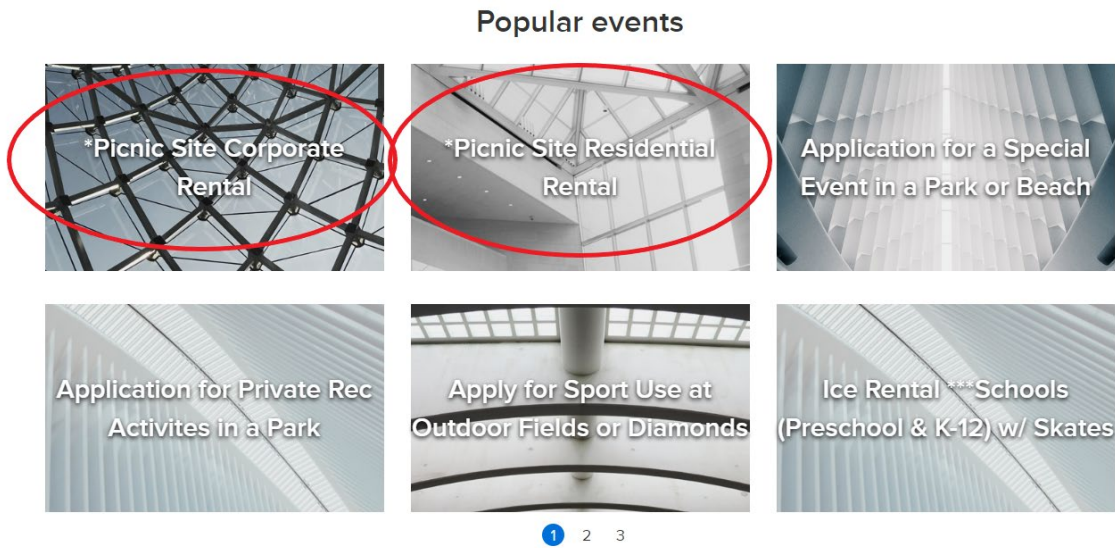 Popular events
*Picnic Site Corporate
Rental
*Picnic Site Residential
Rental
Application for a Special
Event in a Park or Beach
Application for Private Rec
Activites in a Park
Apply for Sport Use at
Outdoor Fields or Diamonds
Ice Rental ***Schools
(Preschool & K-12) w/ Skates
1 2 3